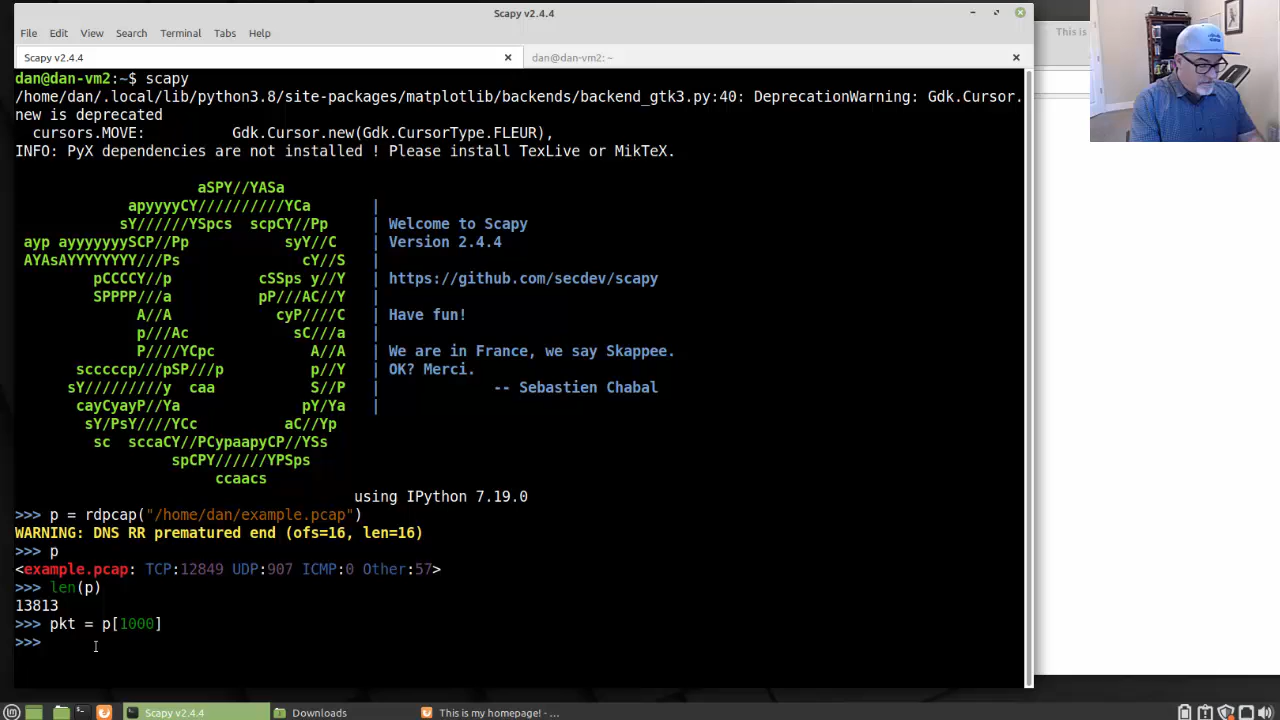 Scapy v2.4.4
File Edit View Search Terminal Tabs Help
This is
Scapy v2.4.4 × dan@dan-vm2: ~ ×
dan@dan-vm2:~$ scapy
/home/dan/.local/lib/python3.8/site-packages/matplotlib/backends/backend_gtk3.py:40: DeprecationWarning: Gdk.Cursor.
new is deprecated
cursors.MOVE: Gdk.Cursor.new(Gdk.CursorType.FLEUR),
INFO: PyX dependencies are not installed ! Please install TexLive or MikTeX.
aSPY//YASa
apyyyyCY//////////YCa |
sY//////YSpcs scpCY//Pp | Welcome to Scapy
ayp ayyyyyyySCP//Pp syY//C | Version 2.4.4
AYAsAYYYYYYYY///Ps cY//S |
pCCCCY//p cSSps y//Y | https://github.com/secdev/scapy
SPPPP///a pP///AC//Y |
A//A cyP////C | Have fun!
p///Ac sC///a |
P////YCpc A//A | We are in France, we say Skappee.
scccccp///pSP///p p//Y | OK? Merci.
sY/////////y caa S//P | -- Sebastien Chabal
cayCyayP//Ya pY/Ya |
sY/PsY////YCc aC//Yp
sc sccaCY//PCypaapyCP//YSs
spCPY//////YPSps
ccaacs
using IPython 7.19.0
>>> p = rdpcap("/home/dan/example.pcap")
WARNING: DNS RR prematured end (ofs=16, len=16)
>>> p
<example.pcap: TCP:12849 UDP:907 ICMP:0 Other:57>
>>> len(p)
13813
>>> pkt = p[1000]
>>>
Scapy v2.4.4 Downloads This is my homepage! - ...